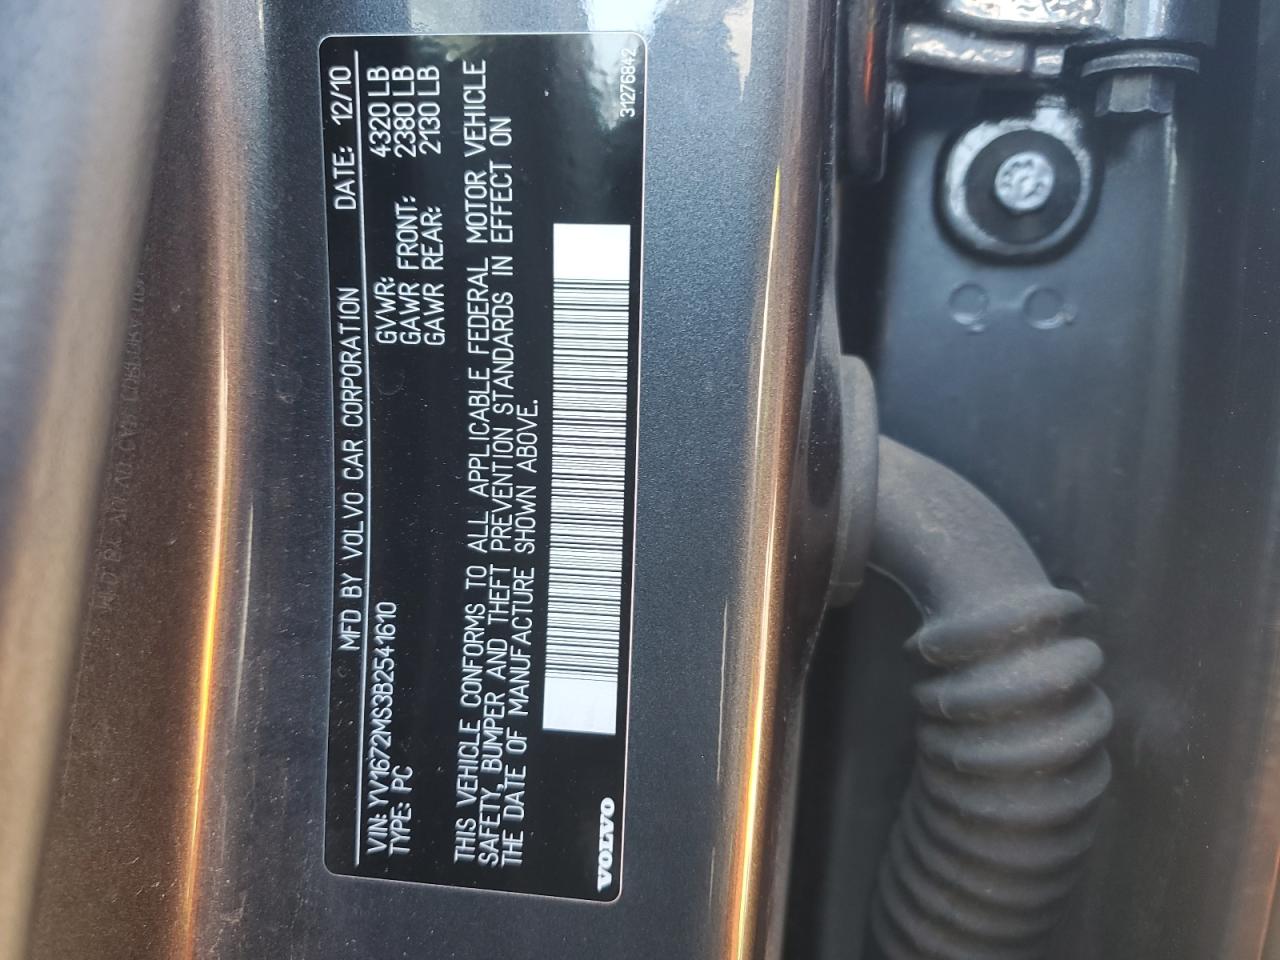 MFD BY VOLVO CAR CORPORATION DATE: 12/10
VIN: YV1672MS3B2541610 GVWR: 4320 LB
TYPE: PC GAWR FRONT: 2380 LB
GAWR REAR: 2130 LB
THIS VEHICLE CONFORMS TO ALL APPLICABLE FEDERAL MOTOR VEHICLE
SAFETY, BUMPER AND THEFT PREVENTION STANDARDS IN EFFECT ON
THE DATE OF MANUFACTURE SHOWN ABOVE.
VOLVO
31276842